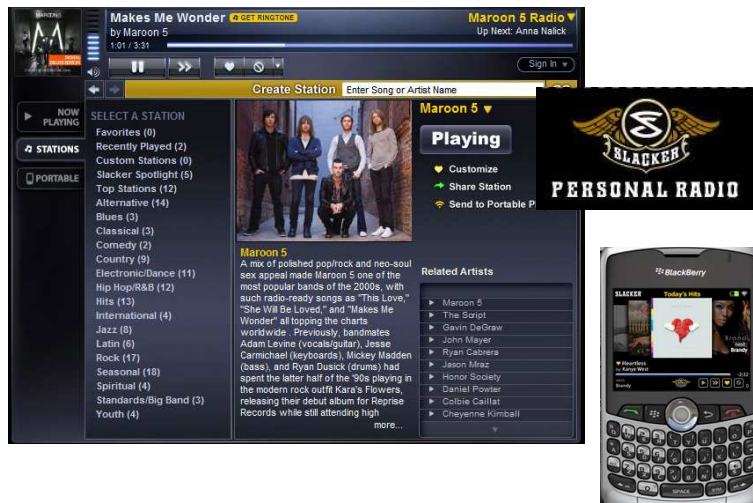 MAROON5
Makes Me Wonder GET RINGTONE
by Maroon 5
1:01 / 3:31
Maroon 5 Radio
Up Next: Anna Nalick
Sign In
Create Station Enter Song or Artist Name
NOW PLAYING
STATIONS
PORTABLE
SELECT A STATION
Favorites (0)
Recently Played (2)
Custom Stations (0)
Slacker Spotlight (5)
Top Stations (12)
Alternative (14)
Blues (3)
Classical (3)
Comedy (2)
Country (9)
Electronic/Dance (11)
Hip Hop/R&B (12)
Hits (13)
International (4)
Jazz (8)
Latin (6)
Rock (17)
Seasonal (18)
Spiritual (4)
Standards/Big Band (3)
Youth (4)
Maroon 5
A mix of polished pop/rock and neo-soul
sex appeal made Maroon 5 one of the
most popular bands of the 2000s, with
such radio-ready songs as "This Love,"
"She Will Be Loved," and "Makes Me
Wonder" all topping the charts
worldwide . Previously, bandmates
Adam Levine (vocals/guitar), Jesse
Carmichael (keyboards), Mickey Madden
(bass), and Ryan Dusick (drums) had
spent the latter half of the '90s playing in
the modern rock outfit Kara's Flowers,
releasing their debut album for Reprise
Records while still attending high
more...
Maroon 5
Playing
Customize
Share Station
Send to Portable
Related Artists
Maroon 5
The Script
Gavin DeGraw
John Mayer
Ryan Cabrera
Jason Mraz
Honor Society
Daniel Powter
Colbie Caillat
Cheyenne Kimball
SLACKER
PERSONAL RADIO
BlackBerry
SLACKER Today's Hits
Brandy
Heartless
by Kanye West
-2:32
Brandy
SPACE